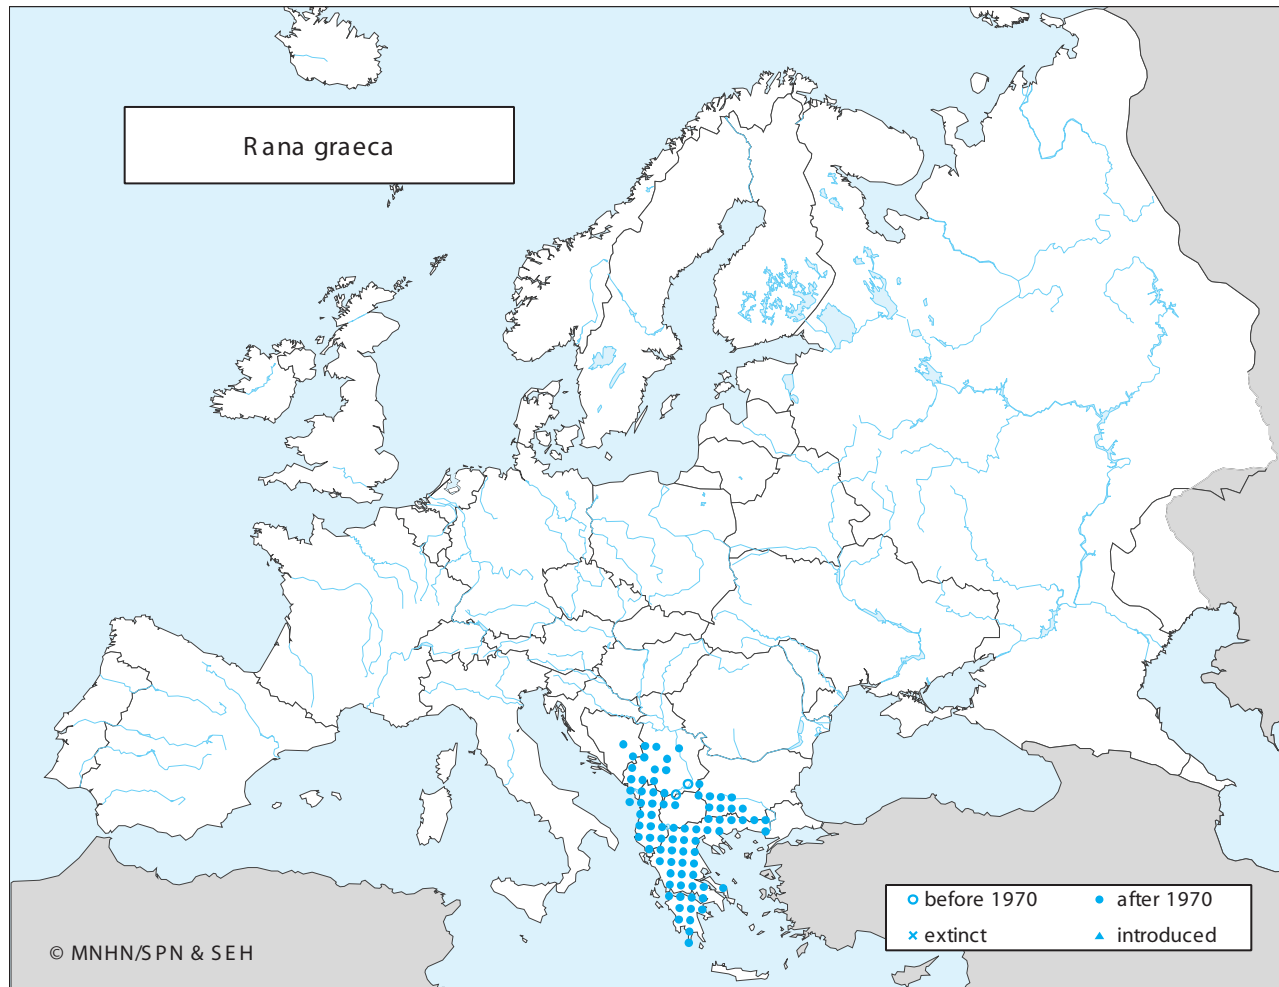 Rana graeca
before 1970
after 1970
extinct
introduced
© MNHN/SPN & SEH